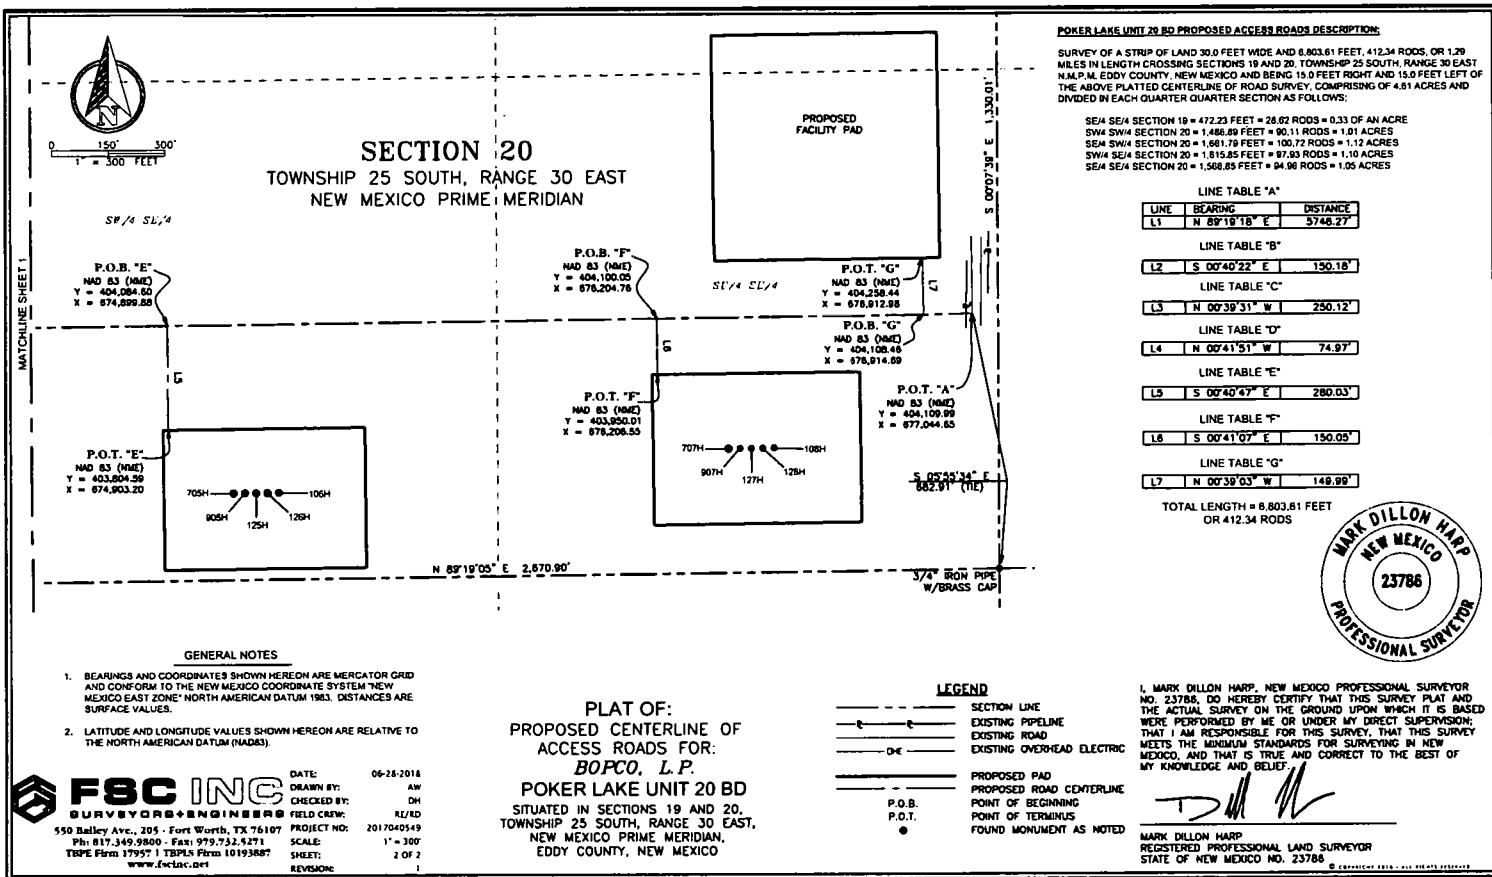 MATCHLINE SHEET 1
N
0 150' 300'
1" = 300 FEET
SECTION 20
TOWNSHIP 25 SOUTH, RANGE 30 EAST
NEW MEXICO PRIME MERIDIAN
SW/4 SE/4
SE/4 SE/4
PROPOSED
FACILITY PAD
S 00°07'39" E 1,330.01'
P.O.B. "E"
NAD 83 (NME)
Y = 404,084.60
X = 674,899.88
L5
P.O.T. "E"
NAD 83 (NME)
Y = 403,804.59
X = 674,903.20
705H
905H
125H
126H
106H
P.O.B. "F"
NAD 83 (NME)
Y = 404,100.05
X = 676,204.76
L6
P.O.T. "F"
NAD 83 (NME)
Y = 403,950.01
X = 676,206.55
707H
907H
127H
128H
108H
P.O.T. "G"
NAD 83 (NME)
Y = 404,258.44
X = 676,912.98
L7
P.O.B. "G"
NAD 83 (NME)
Y = 404,108.46
X = 676,914.69
P.O.T. "A"
NAD 83 (NME)
Y = 404,109.99
X = 677,044.65
S 05°55'34" E
682.91' (TIE)
N 89°19'05" E 2,670.90'
3/4" IRON PIPE
W/BRASS CAP
POKER LAKE UNIT 20 BD PROPOSED ACCESS ROADS DESCRIPTION:
SURVEY OF A STRIP OF LAND 30.0 FEET WIDE AND 6,803.61 FEET, 412.34 RODS, OR 1.29
MILES IN LENGTH CROSSING SECTIONS 19 AND 20, TOWNSHIP 25 SOUTH, RANGE 30 EAST
N.M.P.M. EDDY COUNTY, NEW MEXICO AND BEING 15.0 FEET RIGHT AND 15.0 FEET LEFT OF
THE ABOVE PLATTED CENTERLINE OF ROAD SURVEY, COMPRISING OF 4.61 ACRES AND
DIVIDED IN EACH QUARTER QUARTER SECTION AS FOLLOWS:
SE/4 SE/4 SECTION 19 = 472.23 FEET = 28.62 RODS = 0.33 OF AN ACRE
SW/4 SW/4 SECTION 20 = 1,486.89 FEET = 90.11 RODS = 1.01 ACRES
SE/4 SW/4 SECTION 20 = 1,661.79 FEET = 100.72 RODS = 1.12 ACRES
SW/4 SE/4 SECTION 20 = 1,615.85 FEET = 97.93 RODS = 1.10 ACRES
SE/4 SE/4 SECTION 20 = 1,566.85 FEET = 94.96 RODS = 1.05 ACRES
LINE TABLE "A"
LINE BEARING DISTANCE
L1 N 89°19'18" E 5748.27'
LINE TABLE "B"
L2 S 00°40'22" E 150.18'
LINE TABLE "C"
L3 N 00°39'31" W 250.12'
LINE TABLE "D"
L4 N 00°41'51" W 74.97'
LINE TABLE "E"
L5 S 00°40'47" E 280.03'
LINE TABLE "F"
L6 S 00°41'07" E 150.05'
LINE TABLE "G"
L7 N 00°39'03" W 149.99'
TOTAL LENGTH = 6,803.61 FEET
OR 412.34 RODS
MARK DILLON HARP
NEW MEXICO
23786
PROFESSIONAL SURVEYOR
GENERAL NOTES
1. BEARINGS AND COORDINATES SHOWN HEREON ARE MERCATOR GRID
AND CONFORM TO THE NEW MEXICO COORDINATE SYSTEM "NEW
MEXICO EAST ZONE" NORTH AMERICAN DATUM 1983. DISTANCES ARE
SURFACE VALUES.
2. LATITUDE AND LONGITUDE VALUES SHOWN HEREON ARE RELATIVE TO
THE NORTH AMERICAN DATUM (NAD83).
FSC INC
SURVEYORS+ENGINEERS
550 Bailey Ave., 205 - Fort Worth, TX 76107
Ph: 817.349.9800 - Fax: 979.732.5271
TBPE Firm 17957 | TBPLS Firm 10193887
www.fscinc.net
DATE: 06-28-2018
DRAWN BY: AW
CHECKED BY: DH
FIELD CREW: RE/RD
PROJECT NO: 2017040549
SCALE: 1" = 300'
SHEET: 2 OF 2
REVISION: 1
PLAT OF:
PROPOSED CENTERLINE OF
ACCESS ROADS FOR:
BOPCO, L.P.
POKER LAKE UNIT 20 BD
SITUATED IN SECTIONS 19 AND 20,
TOWNSHIP 25 SOUTH, RANGE 30 EAST,
NEW MEXICO PRIME MERIDIAN,
EDDY COUNTY, NEW MEXICO
LEGEND
SECTION LINE
EXISTING PIPELINE
EXISTING ROAD
OHE EXISTING OVERHEAD ELECTRIC
PROPOSED PAD
PROPOSED ROAD CENTERLINE
P.O.B. POINT OF BEGINNING
P.O.T. POINT OF TERMINUS
FOUND MONUMENT AS NOTED
I, MARK DILLON HARP, NEW MEXICO PROFESSIONAL SURVEYOR
NO. 23786, DO HEREBY CERTIFY THAT THIS SURVEY PLAT AND
THE ACTUAL SURVEY ON THE GROUND UPON WHICH IT IS BASED
WERE PERFORMED BY ME OR UNDER MY DIRECT SUPERVISION;
THAT I AM RESPONSIBLE FOR THIS SURVEY, THAT THIS SURVEY
MEETS THE MINIMUM STANDARDS FOR SURVEYING IN NEW
MEXICO, AND THAT IS TRUE AND CORRECT TO THE BEST OF
MY KNOWLEDGE AND BELIEF.
MARK DILLON HARP
REGISTERED PROFESSIONAL LAND SURVEYOR
STATE OF NEW MEXICO NO. 23786
© COPYRIGHT 2016 - ALL RIGHTS RESERVED